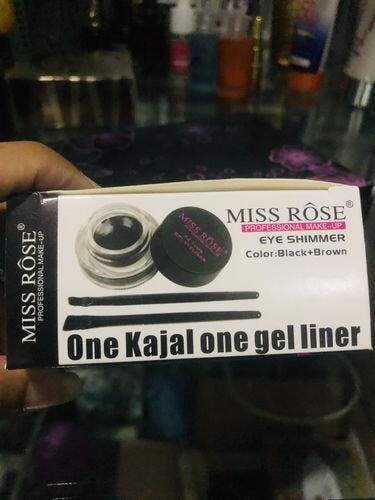 MISS RÔSE®
PROFESSIONAL MAKE-UP
MISS RÔSE®
PROFESSIONAL MAKE-UP
EYE SHIMMER
Color:Black+Brown
One Kajal one gel liner